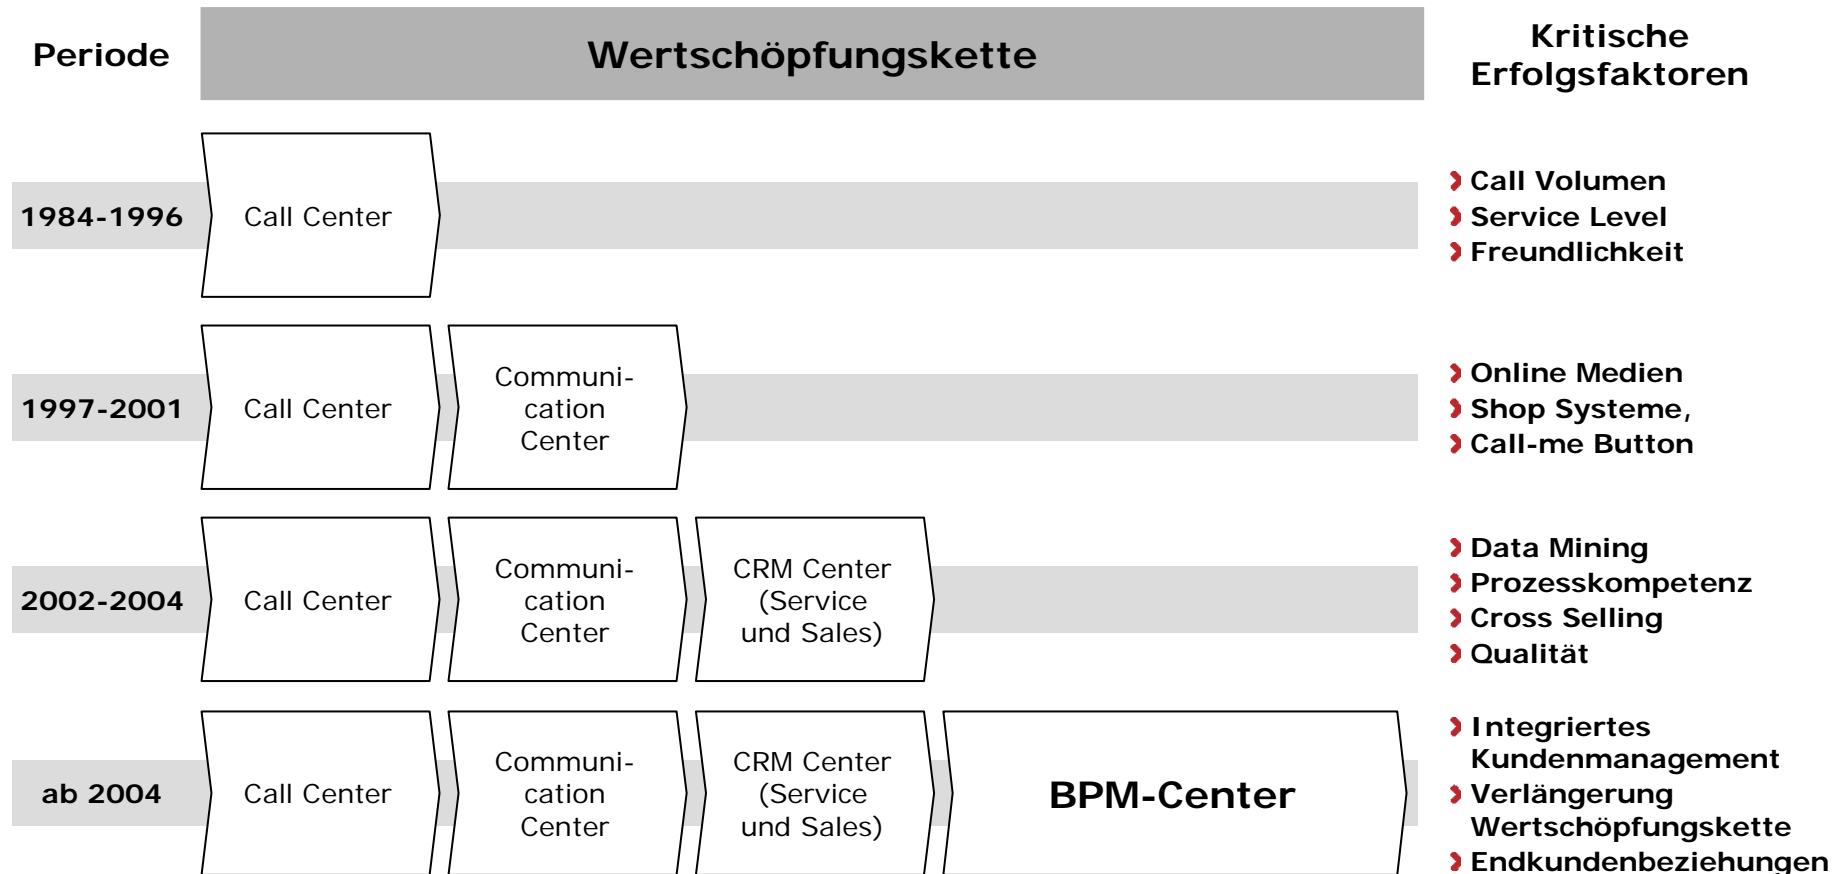 Periode
Wertschöpfungskette
Kritische
Erfolgsfaktoren
1984-1996
Call Center
Call Volumen
Service Level
Freundlichkeit
1997-2001
Call Center
Communi-
cation
Center
Online Medien
Shop Systeme,
Call-me Button
2002-2004
Call Center
Communi-
cation
Center
CRM Center
(Service
und Sales)
Data Mining
Prozesskompetenz
Cross Selling
Qualität
ab 2004
Call Center
Communi-
cation
Center
CRM Center
(Service
und Sales)
BPM-Center
Integriertes
Kundenmanagement
Verlängerung
Wertschöpfungskette
Endkundenbeziehungen